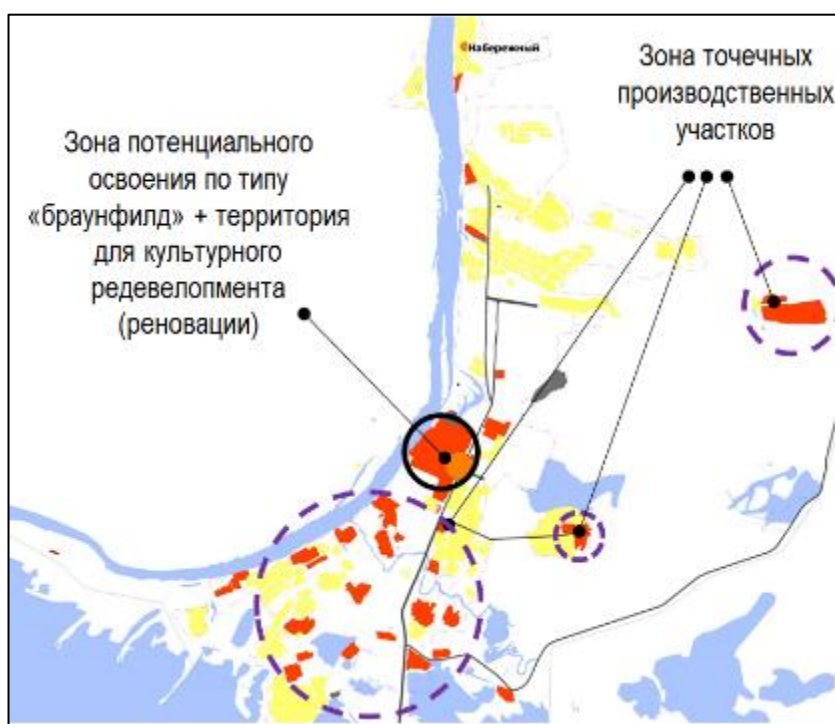 Набережный
Зона точечных
производственных
участков
Зона потенциального
освоения по типу
«браунфилд» + территория
для культурного
редевелопмента
(реновации)